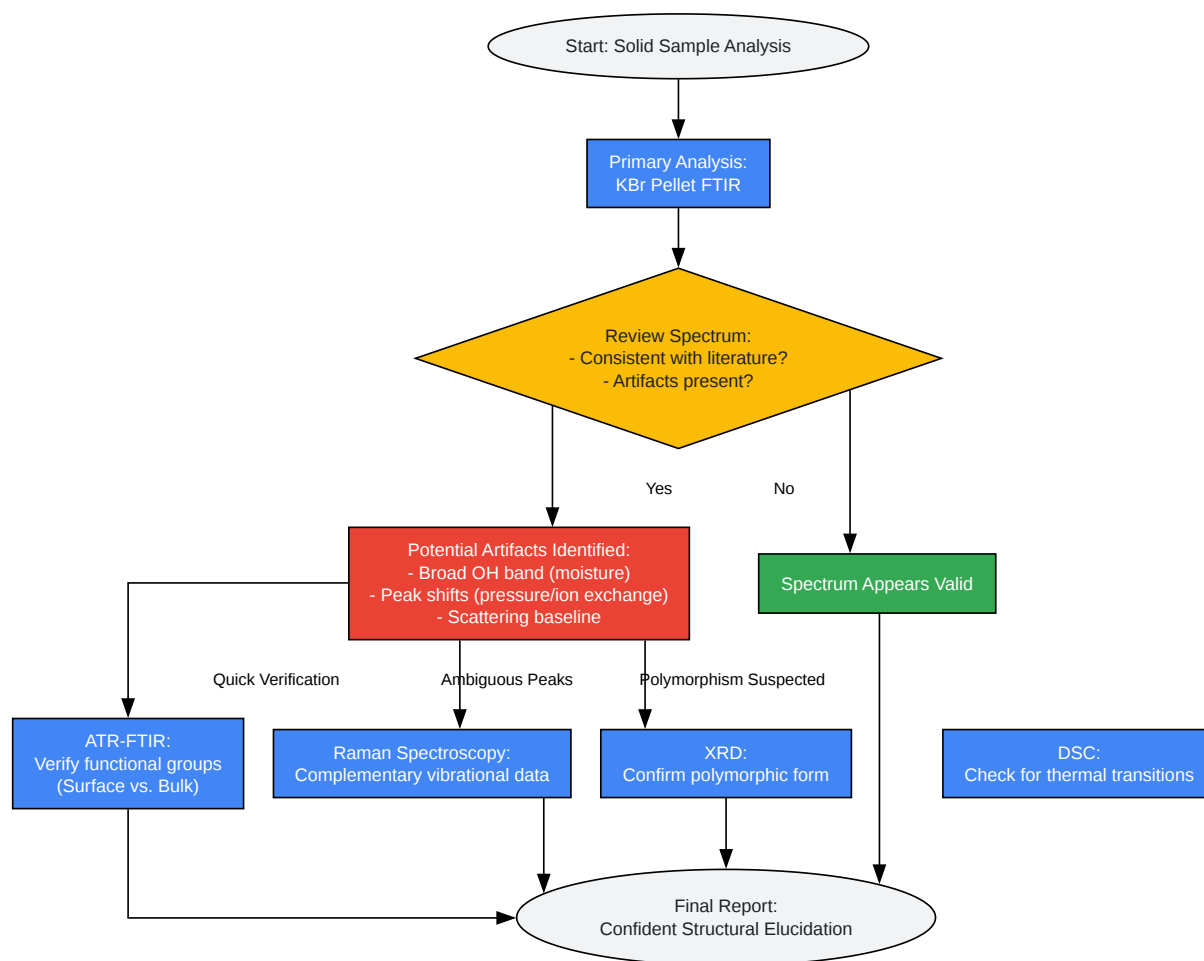 Start: Solid Sample Analysis
Primary Analysis:
KBr Pellet FTIR
Review Spectrum:
- Consistent with literature?
- Artifacts present?
Yes
No
Potential Artifacts Identified:
- Broad OH band (moisture)
- Peak shifts (pressure/ion exchange)
- Scattering baseline
Spectrum Appears Valid
Quick Verification
Ambiguous Peaks
Polymorphism Suspected
ATR-FTIR:
Verify functional groups
(Surface vs. Bulk)
Raman Spectroscopy:
Complementary vibrational data
XRD:
Confirm polymorphic form
DSC:
Check for thermal transitions
Final Report:
Confident Structural Elucidation